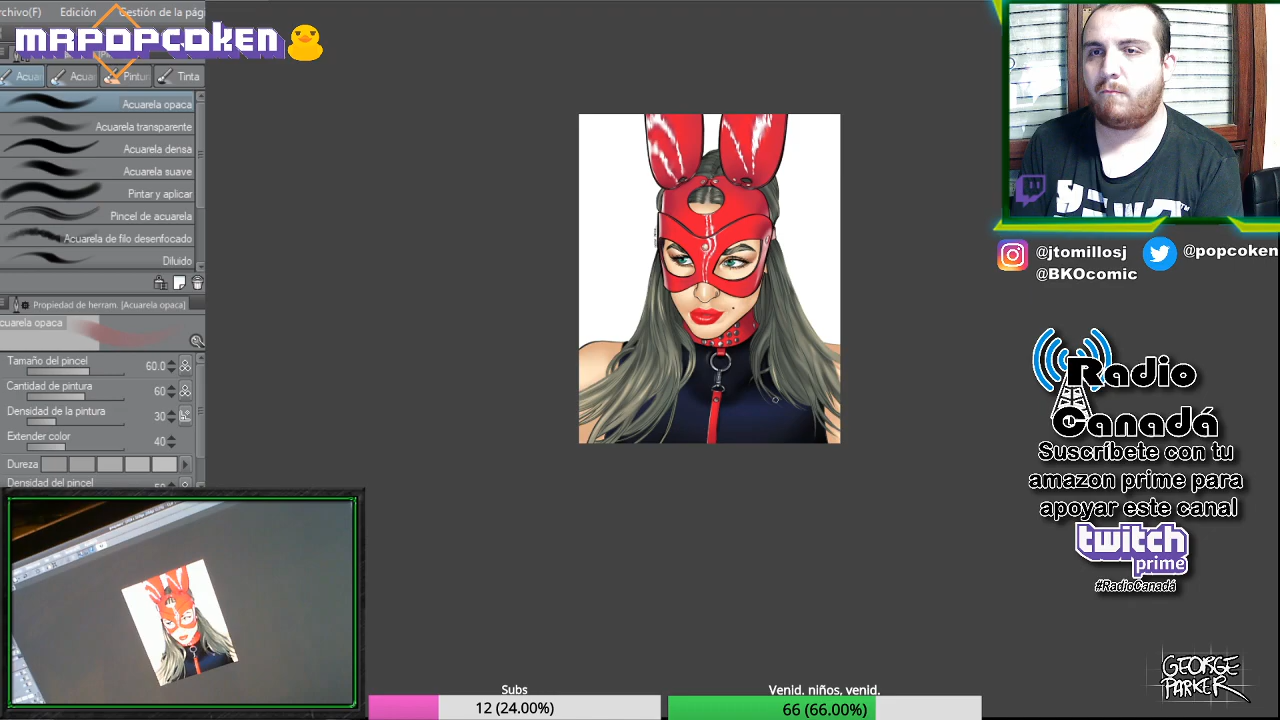 rchivo(F) Edición Gestión de la pág
MRPOPCOKEN
Acua Acua Pintur Tinta
Acuarela opaca
Acuarela transparente
Acuarela densa
Acuarela suave
Pintar y aplicar
Pincel de acuarela
Acuarela de filo desenfocado
Diluido
Propiedad de herram. [Acuarela opaca]
cuarela opaca
Tamaño del pincel 60.0
Cantidad de pintura 60
Densidad de la pintura 30
Extender color 40
Dureza
Densidad del pincel
@jtomillosj @popcoken
@BKOcomic
Radio
Canadá
Suscríbete con tu
amazon prime para
apoyar este canal
twitch
prime
#RadioCanadá
GEORGE
PARKER
Subs
12 (24.00%)
Venid, niños, venid.
66 (66.00%)